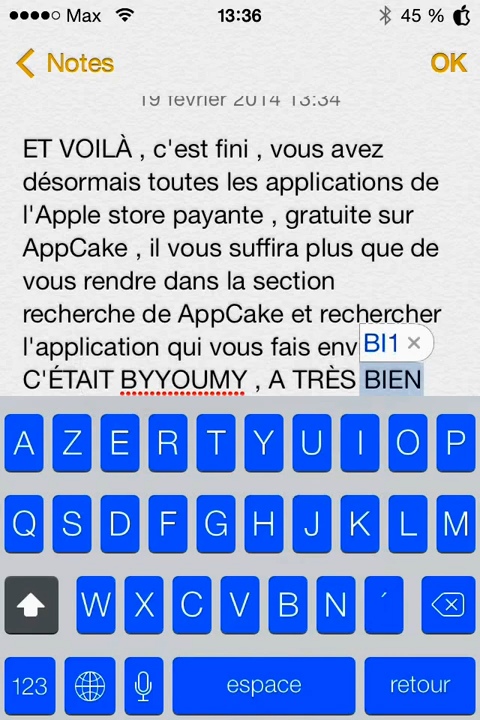 Max 13:36 45 %
Notes OK
19 février 2014 13:34
ET VOILÀ , c'est fini , vous avez
désormais toutes les applications de
l'Apple store payante , gratuite sur
AppCake , il vous suffira plus que de
vous rendre dans la section
recherche de AppCake et rechercher
l'application qui vous fais env
BI1 ×
C'ÉTAIT BYYOUMY , A TRÈS BIEN
A Z E R T Y U I O P
Q S D F G H J K L M
W X C V B N ´
123 espace retour